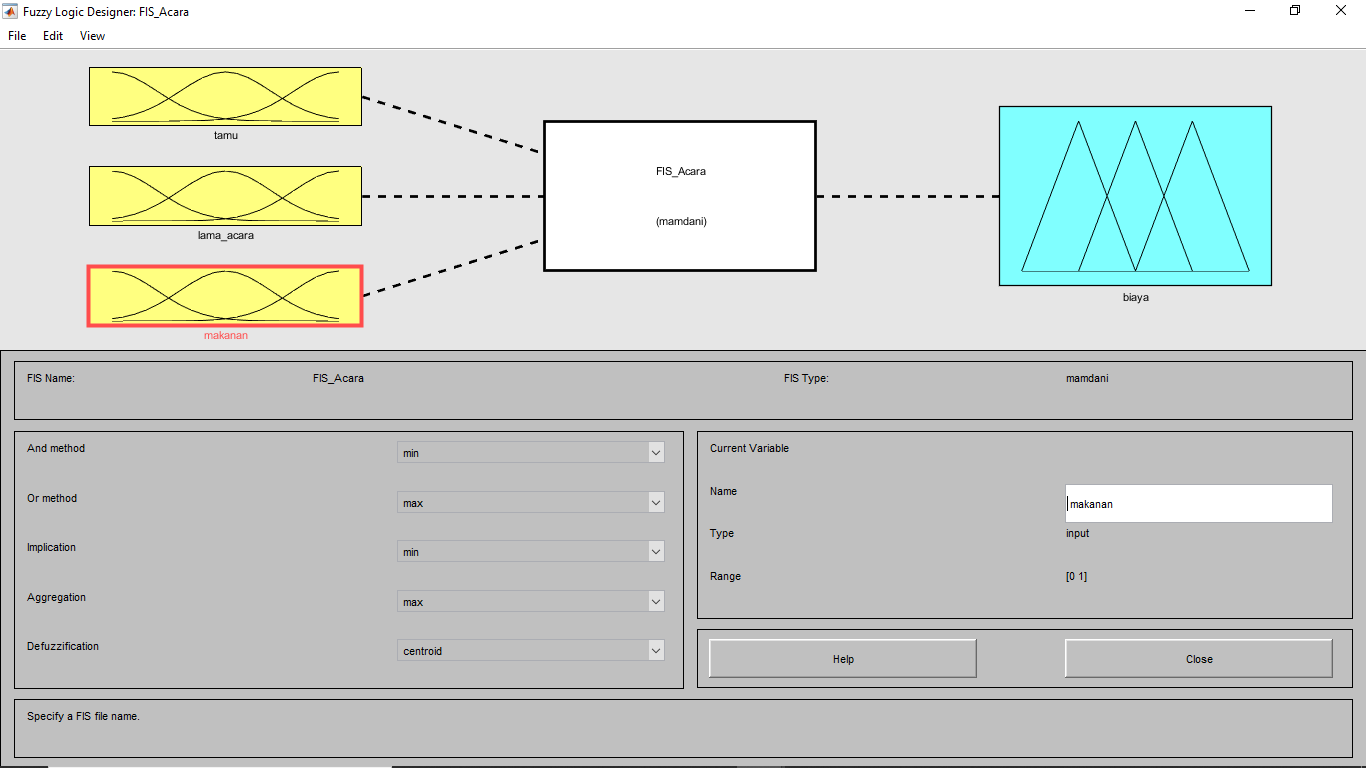 Fuzzy Logic Designer: FIS_Acara
File Edit View
tamu
lama_acara
makanan
FIS_Acara
(mamdani)
biaya
FIS Name: FIS_Acara FIS Type: mamdani
And method min
Or method max
Implication min
Aggregation max
Defuzzification centroid
Current Variable
Name makanan
Type input
Range [0 1]
Help Close
Specify a FIS file name.